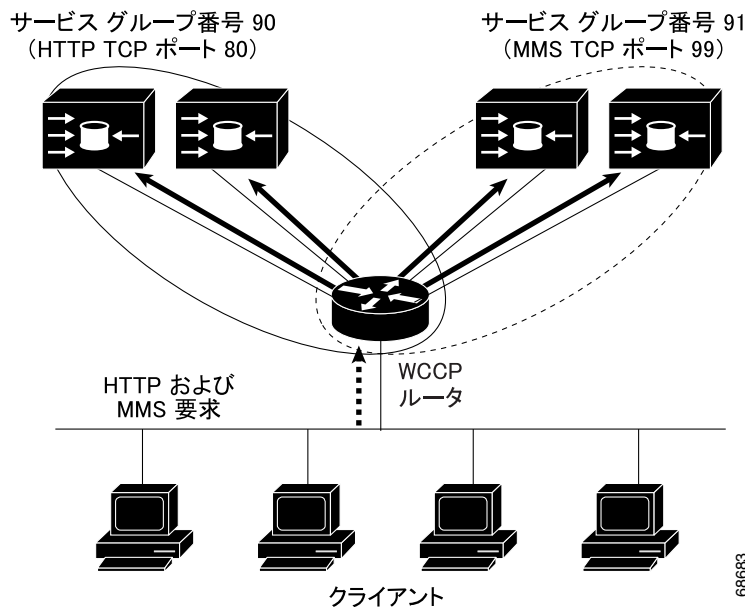 サービス グループ番号 90
（HTTP TCP ポート 80）
サービス グループ番号 91
（MMS TCP ポート 99）
WCCP
ルータ
HTTP および
MMS 要求
クライアント
68683